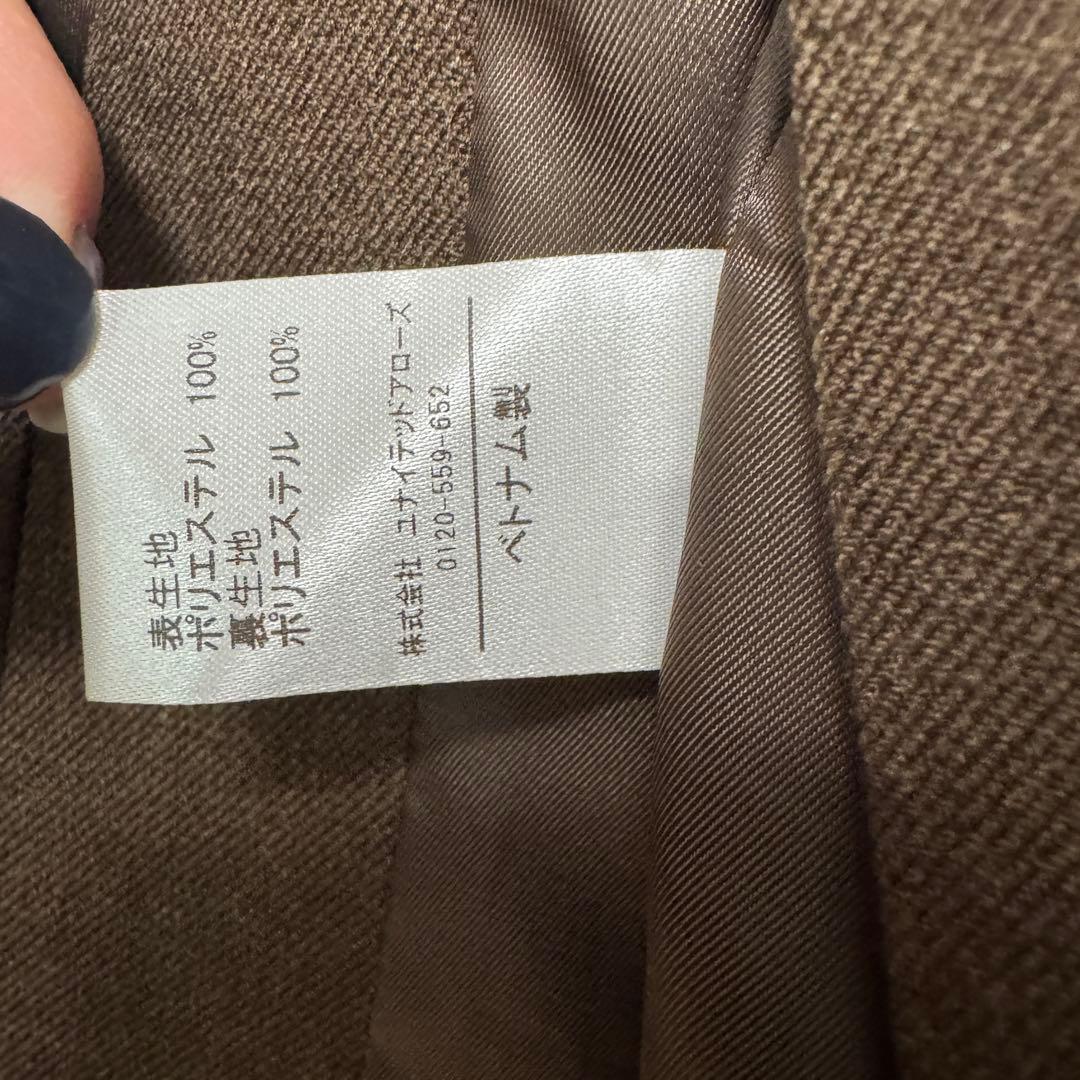 表生地
ポリエステル 100%
裏生地
ポリエステル 100%
株式会社 ユナイテッドアローズ
0120-559-652
ベトナム製